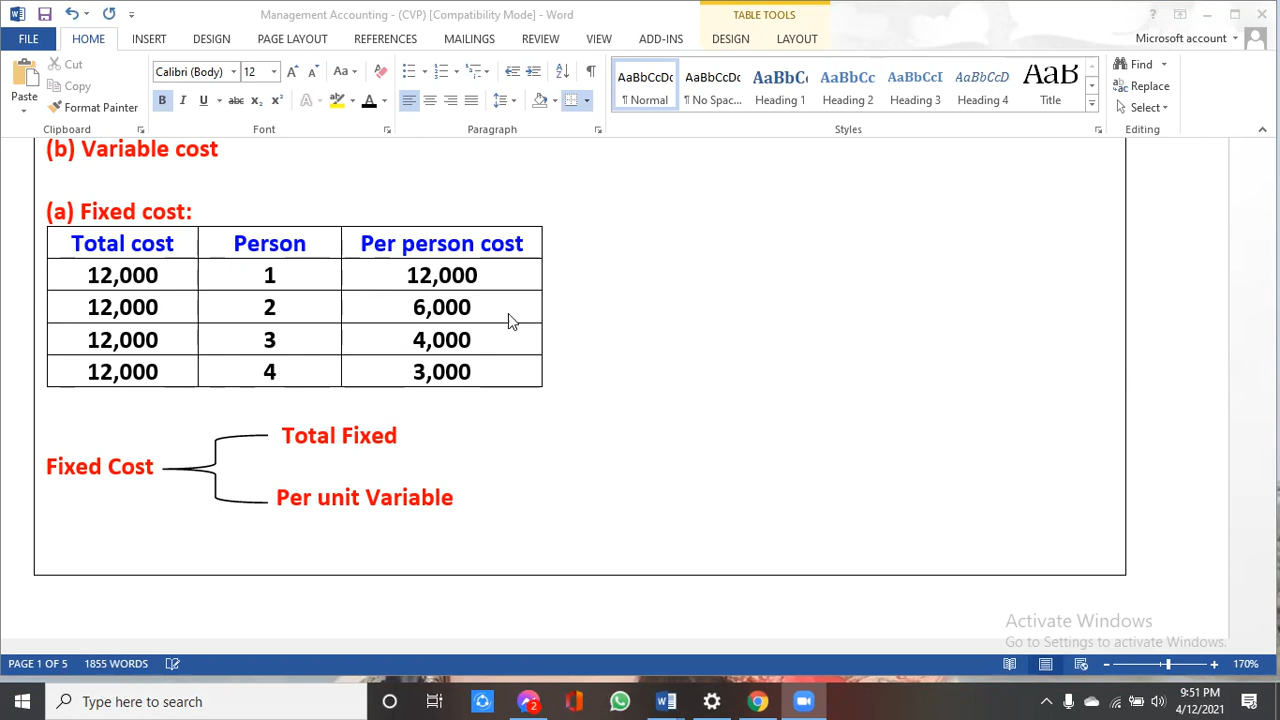 Management Accounting - (CVP) [Compatibility Mode] - Word
TABLE TOOLS
FILE HOME INSERT DESIGN PAGE LAYOUT REFERENCES MAILINGS REVIEW VIEW ADD-INS DESIGN LAYOUT Microsoft account
Paste
Cut
Copy
Format Painter
Clipboard
Calibri (Body) 12
Font
Paragraph
AaBbCcDc AaBbCcDc AaBbCc AaBbCcDc AaBbCcI AaBbCcD AaB
¶ Normal ¶ No Spac... Heading Heading 2 Heading 3 Heading 4 Title
Styles
Find
Replace
Select
Editing
(b) Variable cost
(a) Fixed cost:
Total cost Person Per person cost
12,000 1 12,000
12,000 2 6,000
12,000 3 4,000
12,000 4 3,000
Total Fixed
Fixed Cost
Per unit Variable
Activate Windows
Go to Settings to activate Windows.
PAGE 1 OF 5 1855 WORDS 170%
Type here to search
2
9:51 PM
4/12/2021